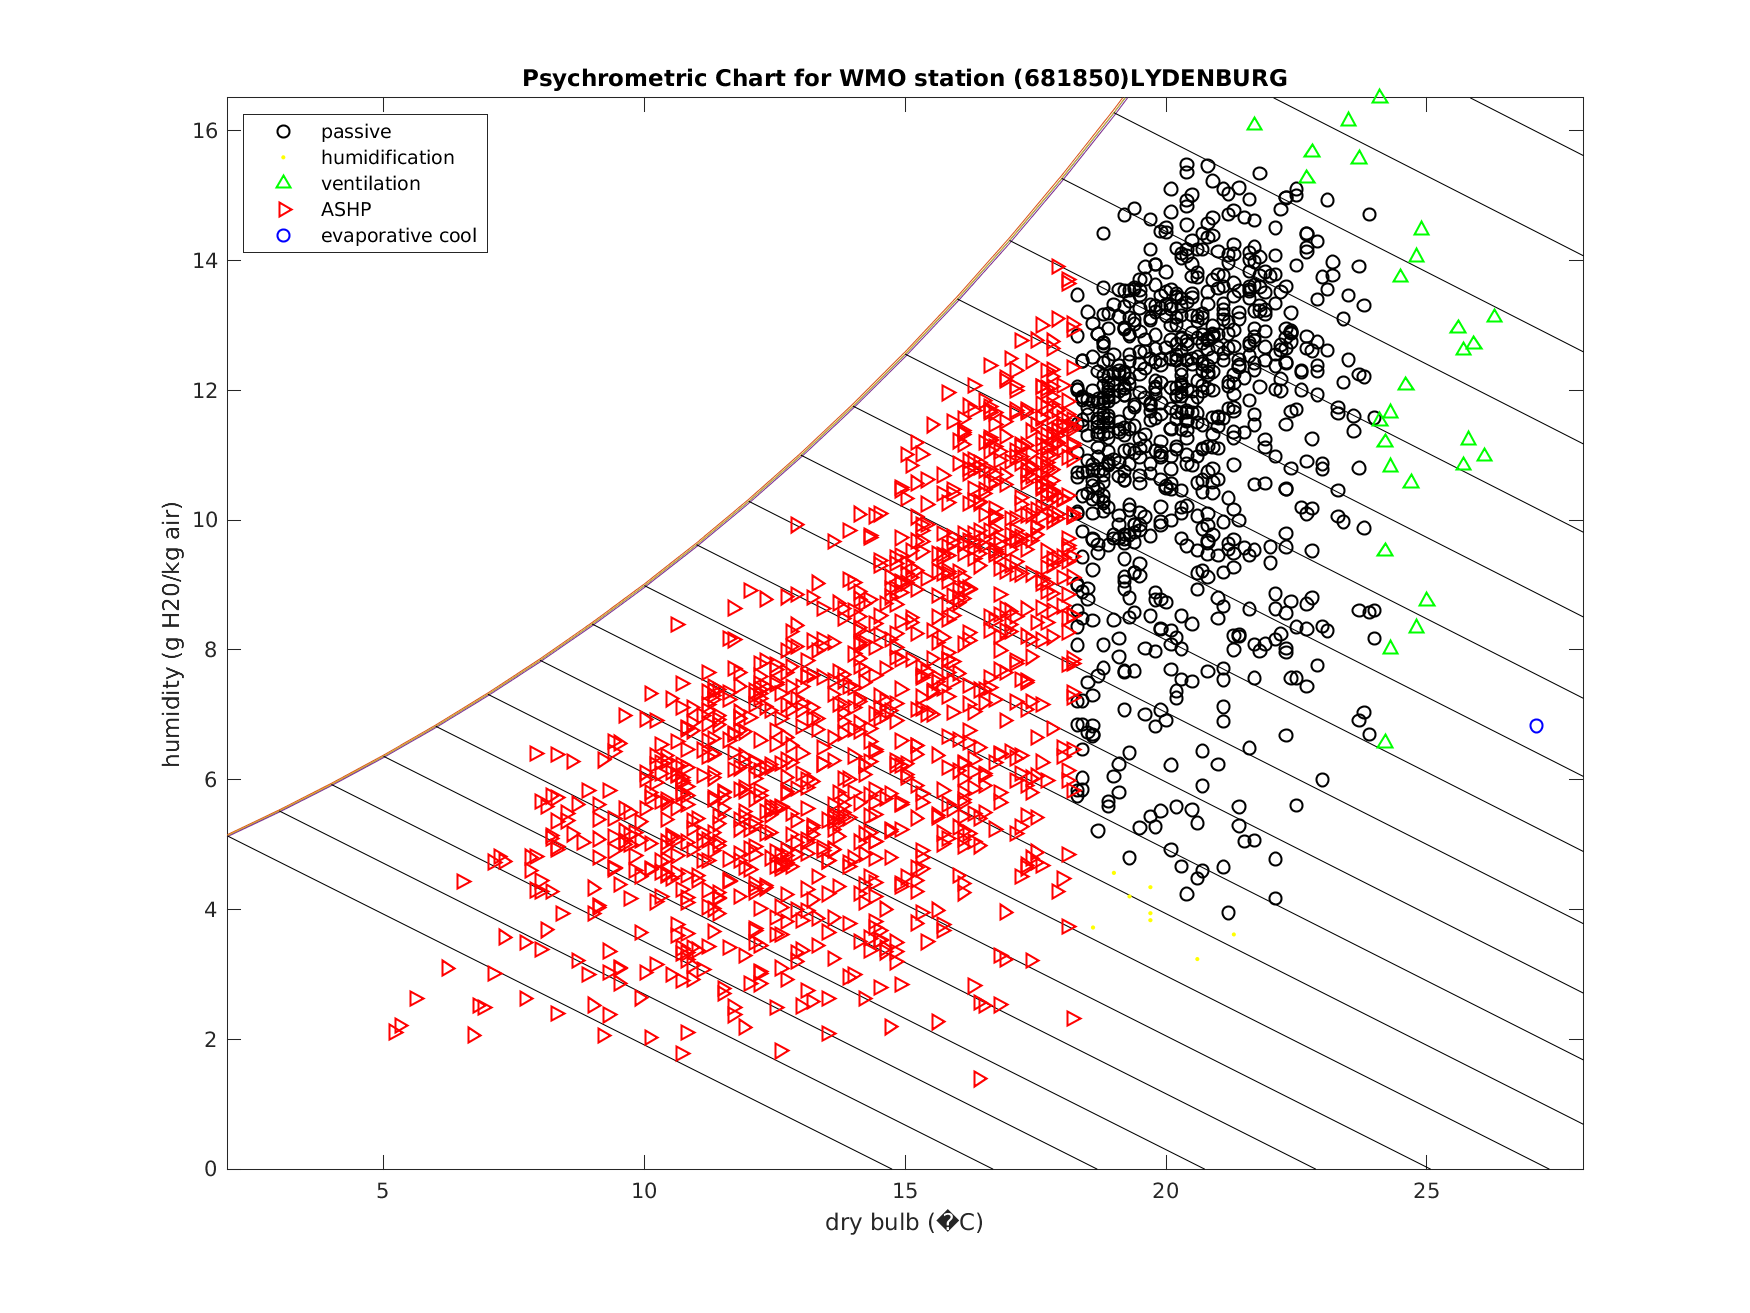 Psychrometric Chart for WMO station (681850)LYDENBURG
passive
humidification
ventilation
ASHP
evaporative cool
humidity (g H20/kg air)
16
14
12
10
8
6
4
2
0
5
10
15
20
25
dry bulb (�C)